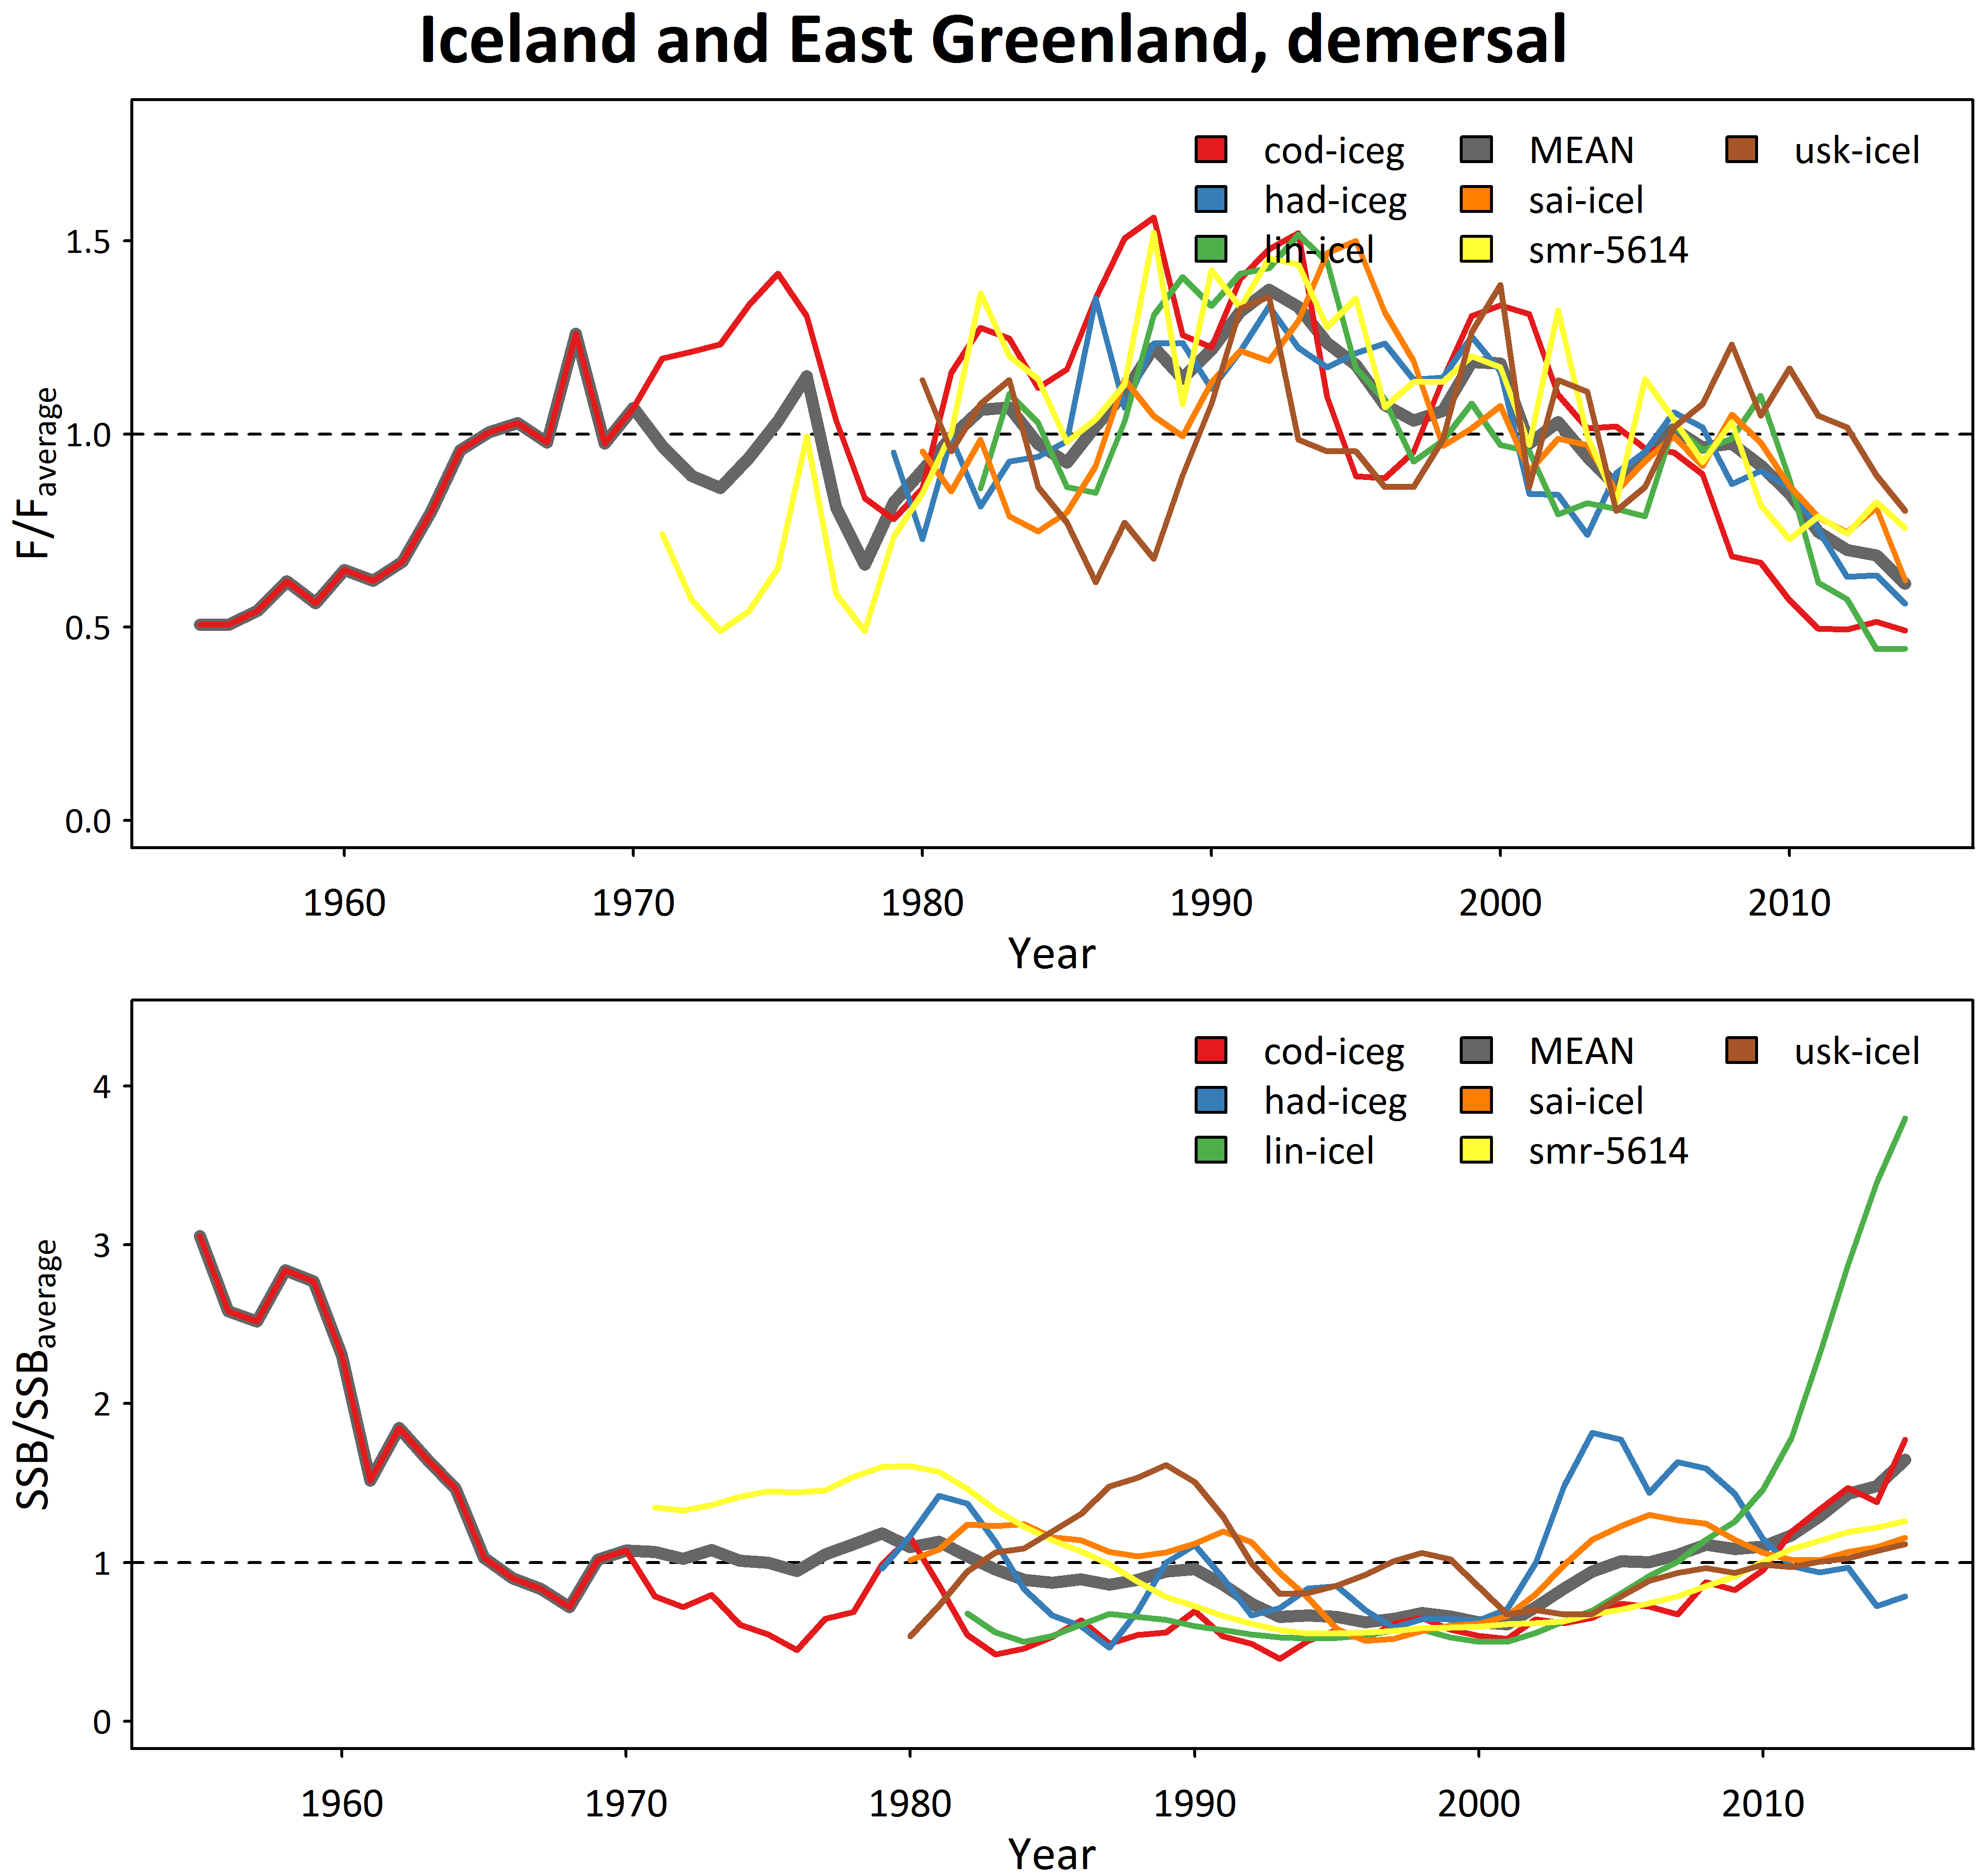 Iceland and East Greenland, demersal
cod-iceg MEAN usk-icel
had-iceg sai-icel
lin-icel smr-5614
F/Faverage
1.5
1.0
0.5
0.0
1960 1970 1980 1990 2000 2010
Year
cod-iceg MEAN usk-icel
had-iceg sai-icel
lin-icel smr-5614
SSB/SSBaverage
4
3
2
1
0
1960 1970 1980 1990 2000 2010
Year